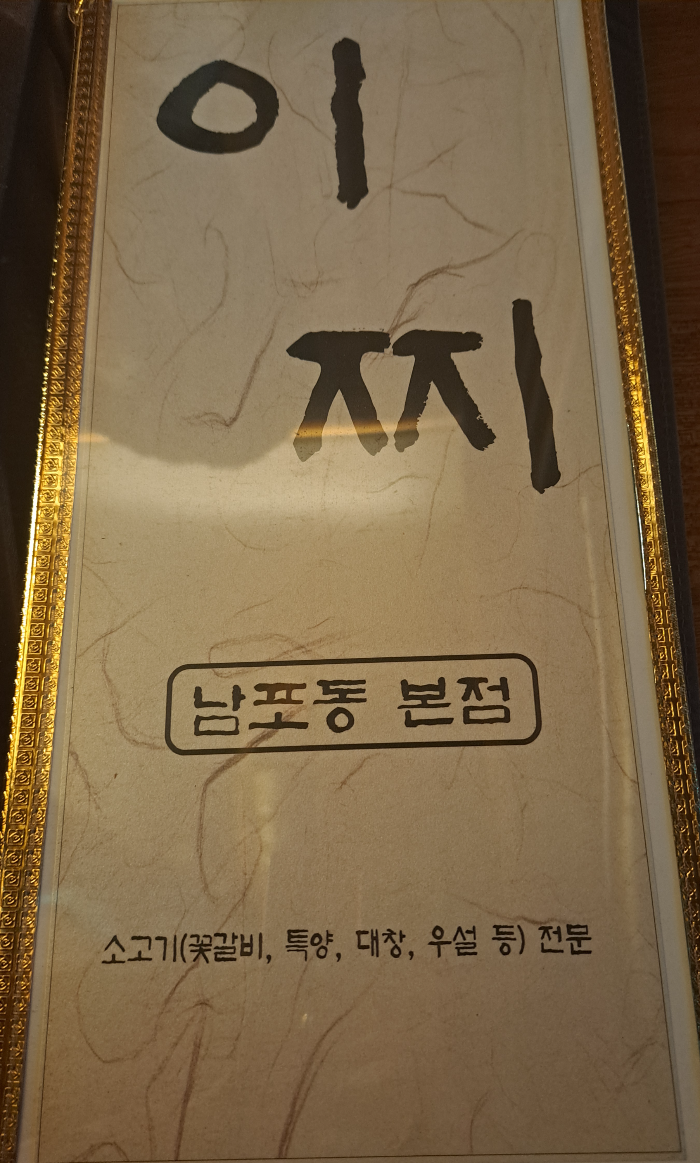 이
찌
남포동 본점
소고기(꽃갈비, 특양, 대창, 우설 등) 전문